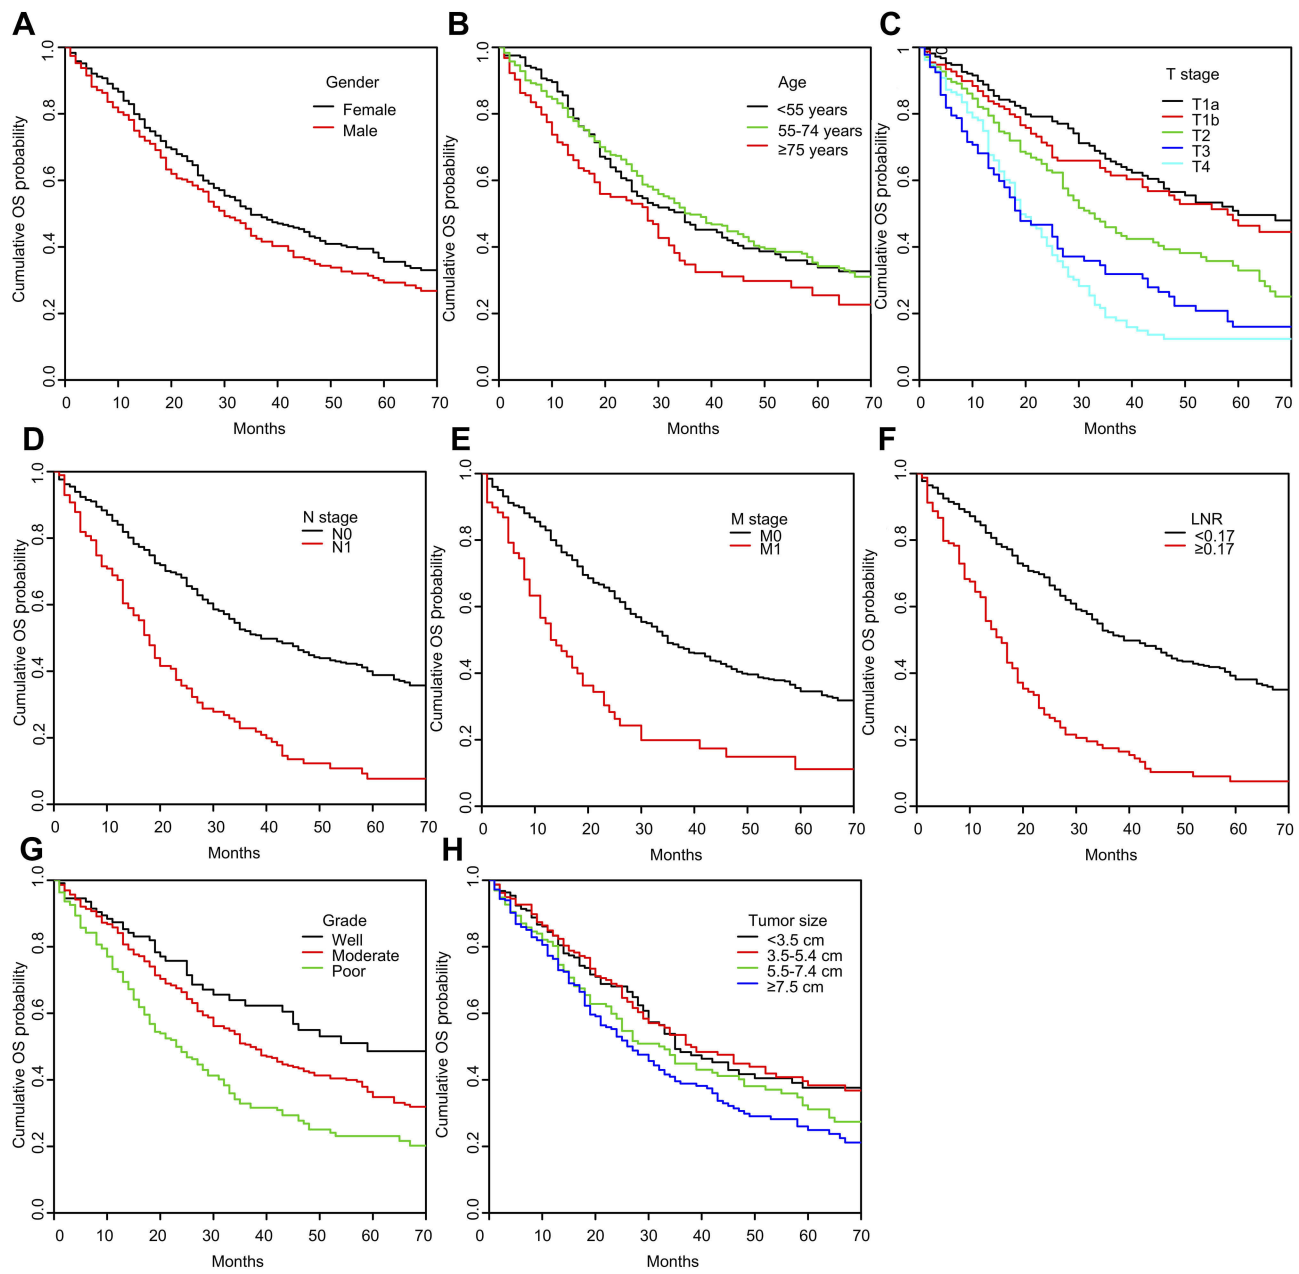 A
Cumulative OS probability
1.0
0.8
0.6
0.4
0.2
0.0
Gender
Female
Male
0 10 20 30 40 50 60 70
Months
B
Cumulative OS probability
1.0
0.8
0.6
0.4
0.2
0.0
Age
<55 years
55-74 years
≥75 years
0 10 20 30 40 50 60 70
Months
C
Cumulative OS probability
1
0.8
0.6
0.4
0.2
0.0
T stage
T1a
T1b
T2
T3
T4
0 10 20 30 40 50 60 70
Months
D
Cumulative OS probability
1.0
0.8
0.6
0.4
0.2
0.0
N stage
N0
N1
0 10 20 30 40 50 60 70
Months
E
Cumulative OS probability
1.0
0.8
0.6
0.4
0.2
0.0
M stage
M0
M1
0 10 20 30 40 50 60 70
Months
F
Cumulative OS probability
1.0
0.8
0.6
0.4
0.2
0.0
LNR
<0.17
≥0.17
0 10 20 30 40 50 60 70
Months
G
Cumulative OS probability
1.0
0.8
0.6
0.4
0.2
0.0
Grade
Well
Moderate
Poor
0 10 20 30 40 50 60 70
Months
H
Cumulative OS probability
1.0
0.8
0.6
0.4
0.2
0.0
Tumor size
<3.5 cm
3.5-5.4 cm
5.5-7.4 cm
≥7.5 cm
0 10 20 30 40 50 60 70
Months